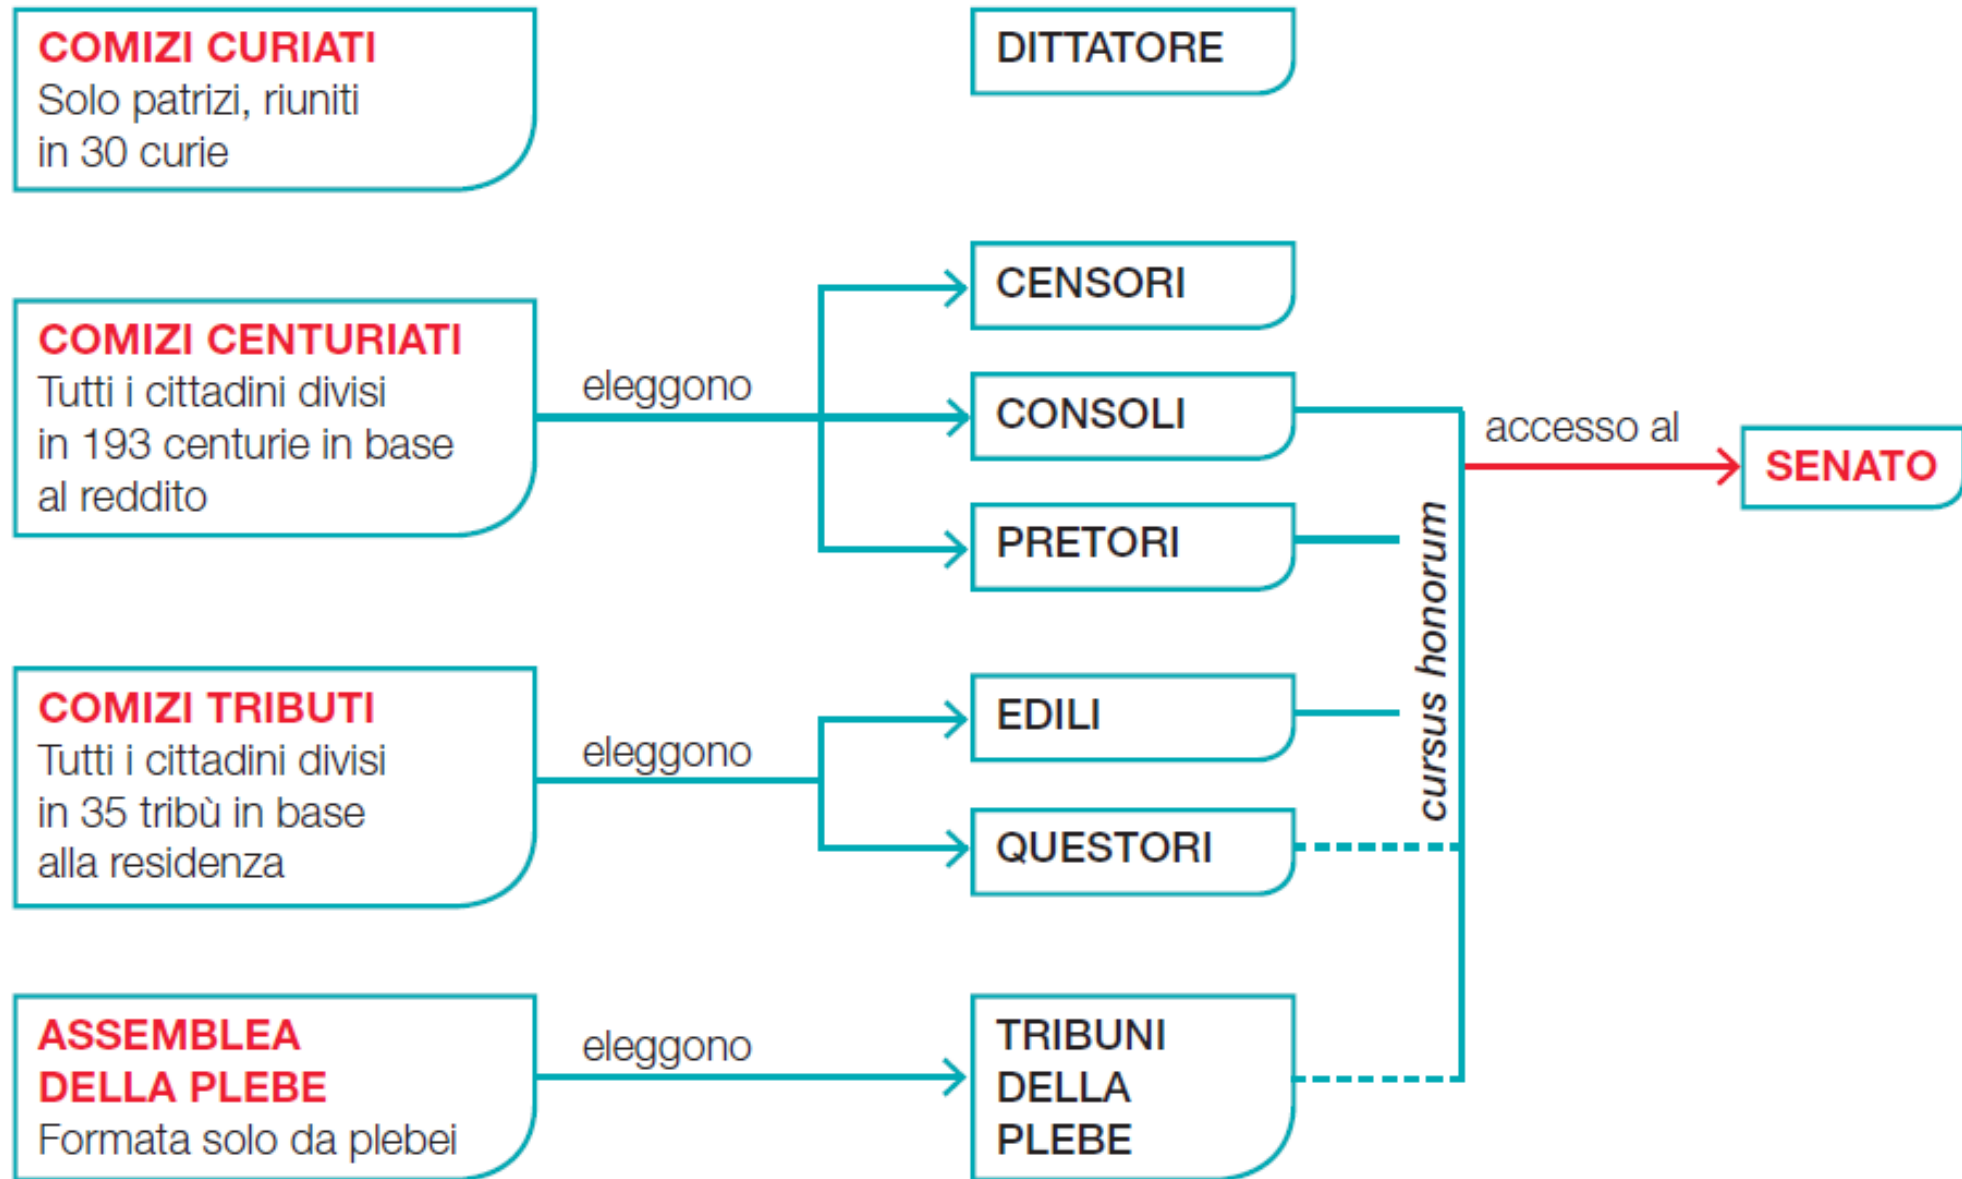 COMIZI CURIATI
Solo patrizi, riuniti
in 30 curie
DITTATORE
COMIZI CENTURIATI
Tutti i cittadini divisi
in 193 centurie in base
al reddito
eleggono
CENSORI
CONSOLI
PRETORI
accesso al
SENATO
cursus honorum
COMIZI TRIBUTI
Tutti i cittadini divisi
in 35 tribù in base
alla residenza
eleggono
EDILI
QUESTORI
ASSEMBLEA
DELLA PLEBE
Formata solo da plebei
eleggono
TRIBUNI
DELLA
PLEBE